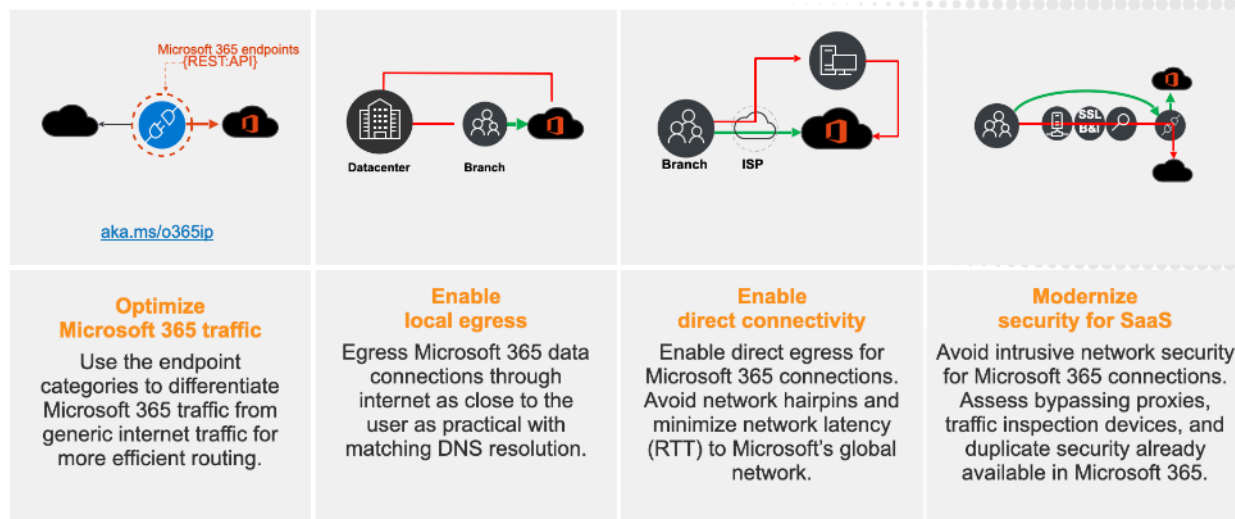 Microsoft 365 endpoints
{REST:API}
aka.ms/o365ip
Datacenter
Branch
Branch
ISP
SSL
B&I
Optimize
Microsoft 365 traffic
Use the endpoint
categories to differentiate
Microsoft 365 traffic from
generic internet traffic for
more efficient routing.
Enable
local egress
Egress Microsoft 365 data
connections through
internet as close to the
user as practical with
matching DNS resolution.
Enable
direct connectivity
Enable direct egress for
Microsoft 365 connections.
Avoid network hairpins and
minimize network latency
(RTT) to Microsoft's global
network.
Modernize
security for SaaS
Avoid intrusive network security
for Microsoft 365 connections.
Assess bypassing proxies,
traffic inspection devices, and
duplicate security already
available in Microsoft 365.